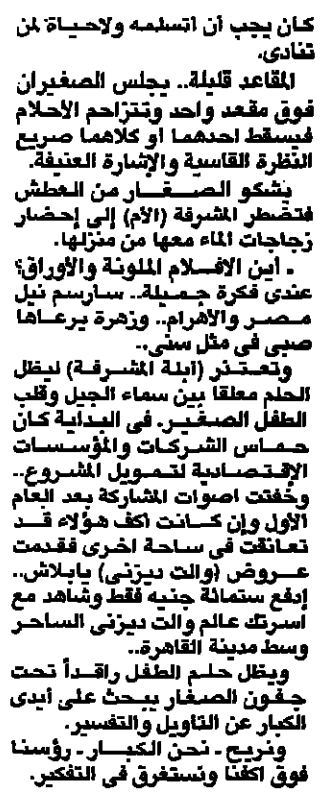 كان يجب أن أتسلمه ولاحياة لمن
تنادى.
المقاعد قليلة.. يجلس الصغيران
فوق مقعد واحد وتتزاحم الأحلام
فيسقط احدهما أو كلاهما صريع
النظرة القاسية والإشارة العنيفة.
يشكو الصغار من العطش
فتضطر المشرفة (الأم) إلى إحضار
زجاجات الماء معها من منزلها.
ـ أين الاقلام الملونة والأوراق؟
عندى فكرة جميلة.. سارسم نيل
مصر والأهرام.. وزهرة يرعاها
صبى فى مثل سنى..
وتعتذر (ابلة المشرفة) ليظل
الحلم معلقا بين سماء الجبل وقلب
الطفل الصغير. فى البداية كان
حماس الشركات والمؤسسات
الإقتصادية لتمويل المشروع..
وخفتت اصوات المشاركة بعد العام
الأول وإن كانت اكف هؤلاء قد
تعانقت فى ساحة اخرى فقدمت
عروض (والت ديزنى) يابلاش..
إدفع ستمائة جنيه فقط وشاهد مع
اسرتك عالم والت ديزنى الساحر
وسط مدينة القاهرة..
ويظل حلم الطفل راقداً تحت
جفون الصغار يبحث على أيدى
الكبار عن التأويل والتفسير.
ونريح ـ نحن الكبار ـ رؤسنا
فوق اكفنا ونستغرق فى التفكير.